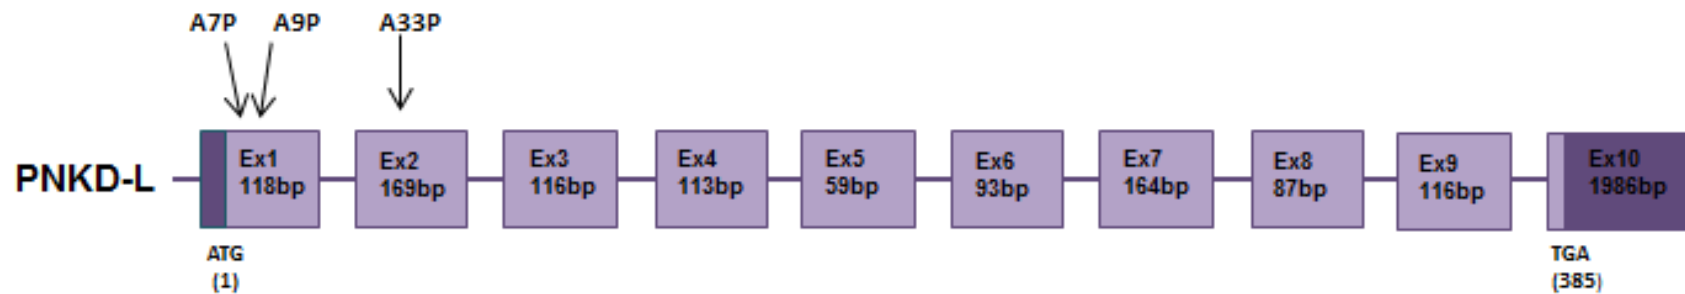 A7P A9P A33P
PNKD-L
Ex1
118bp
Ex2
169bp
Ex3
116bp
Ex4
113bp
Ex5
59bp
Ex6
93bp
Ex7
164bp
Ex8
87bp
Ex9
116bp
Ex10
1986bp
ATG
(1)
TGA
(385)